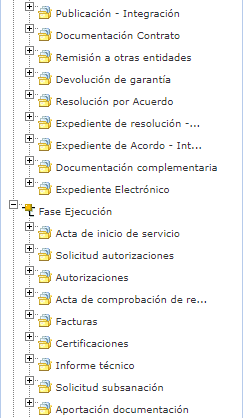 Publicación - Integración
Documentación Contrato
Remisión a otras entidades
Devolución de garantía
Resolución por Acuerdo
Expediente de resolución -...
Expediente de Acordo - Int...
Documentación complementaria
Expediente Electrónico
Fase Ejecución
Acta de inicio de servicio
Solicitud autorizaciones
Autorizaciones
Acta de comprobación de re...
Facturas
Certificaciones
Informe técnico
Solicitud subsanación
Aportación documentación